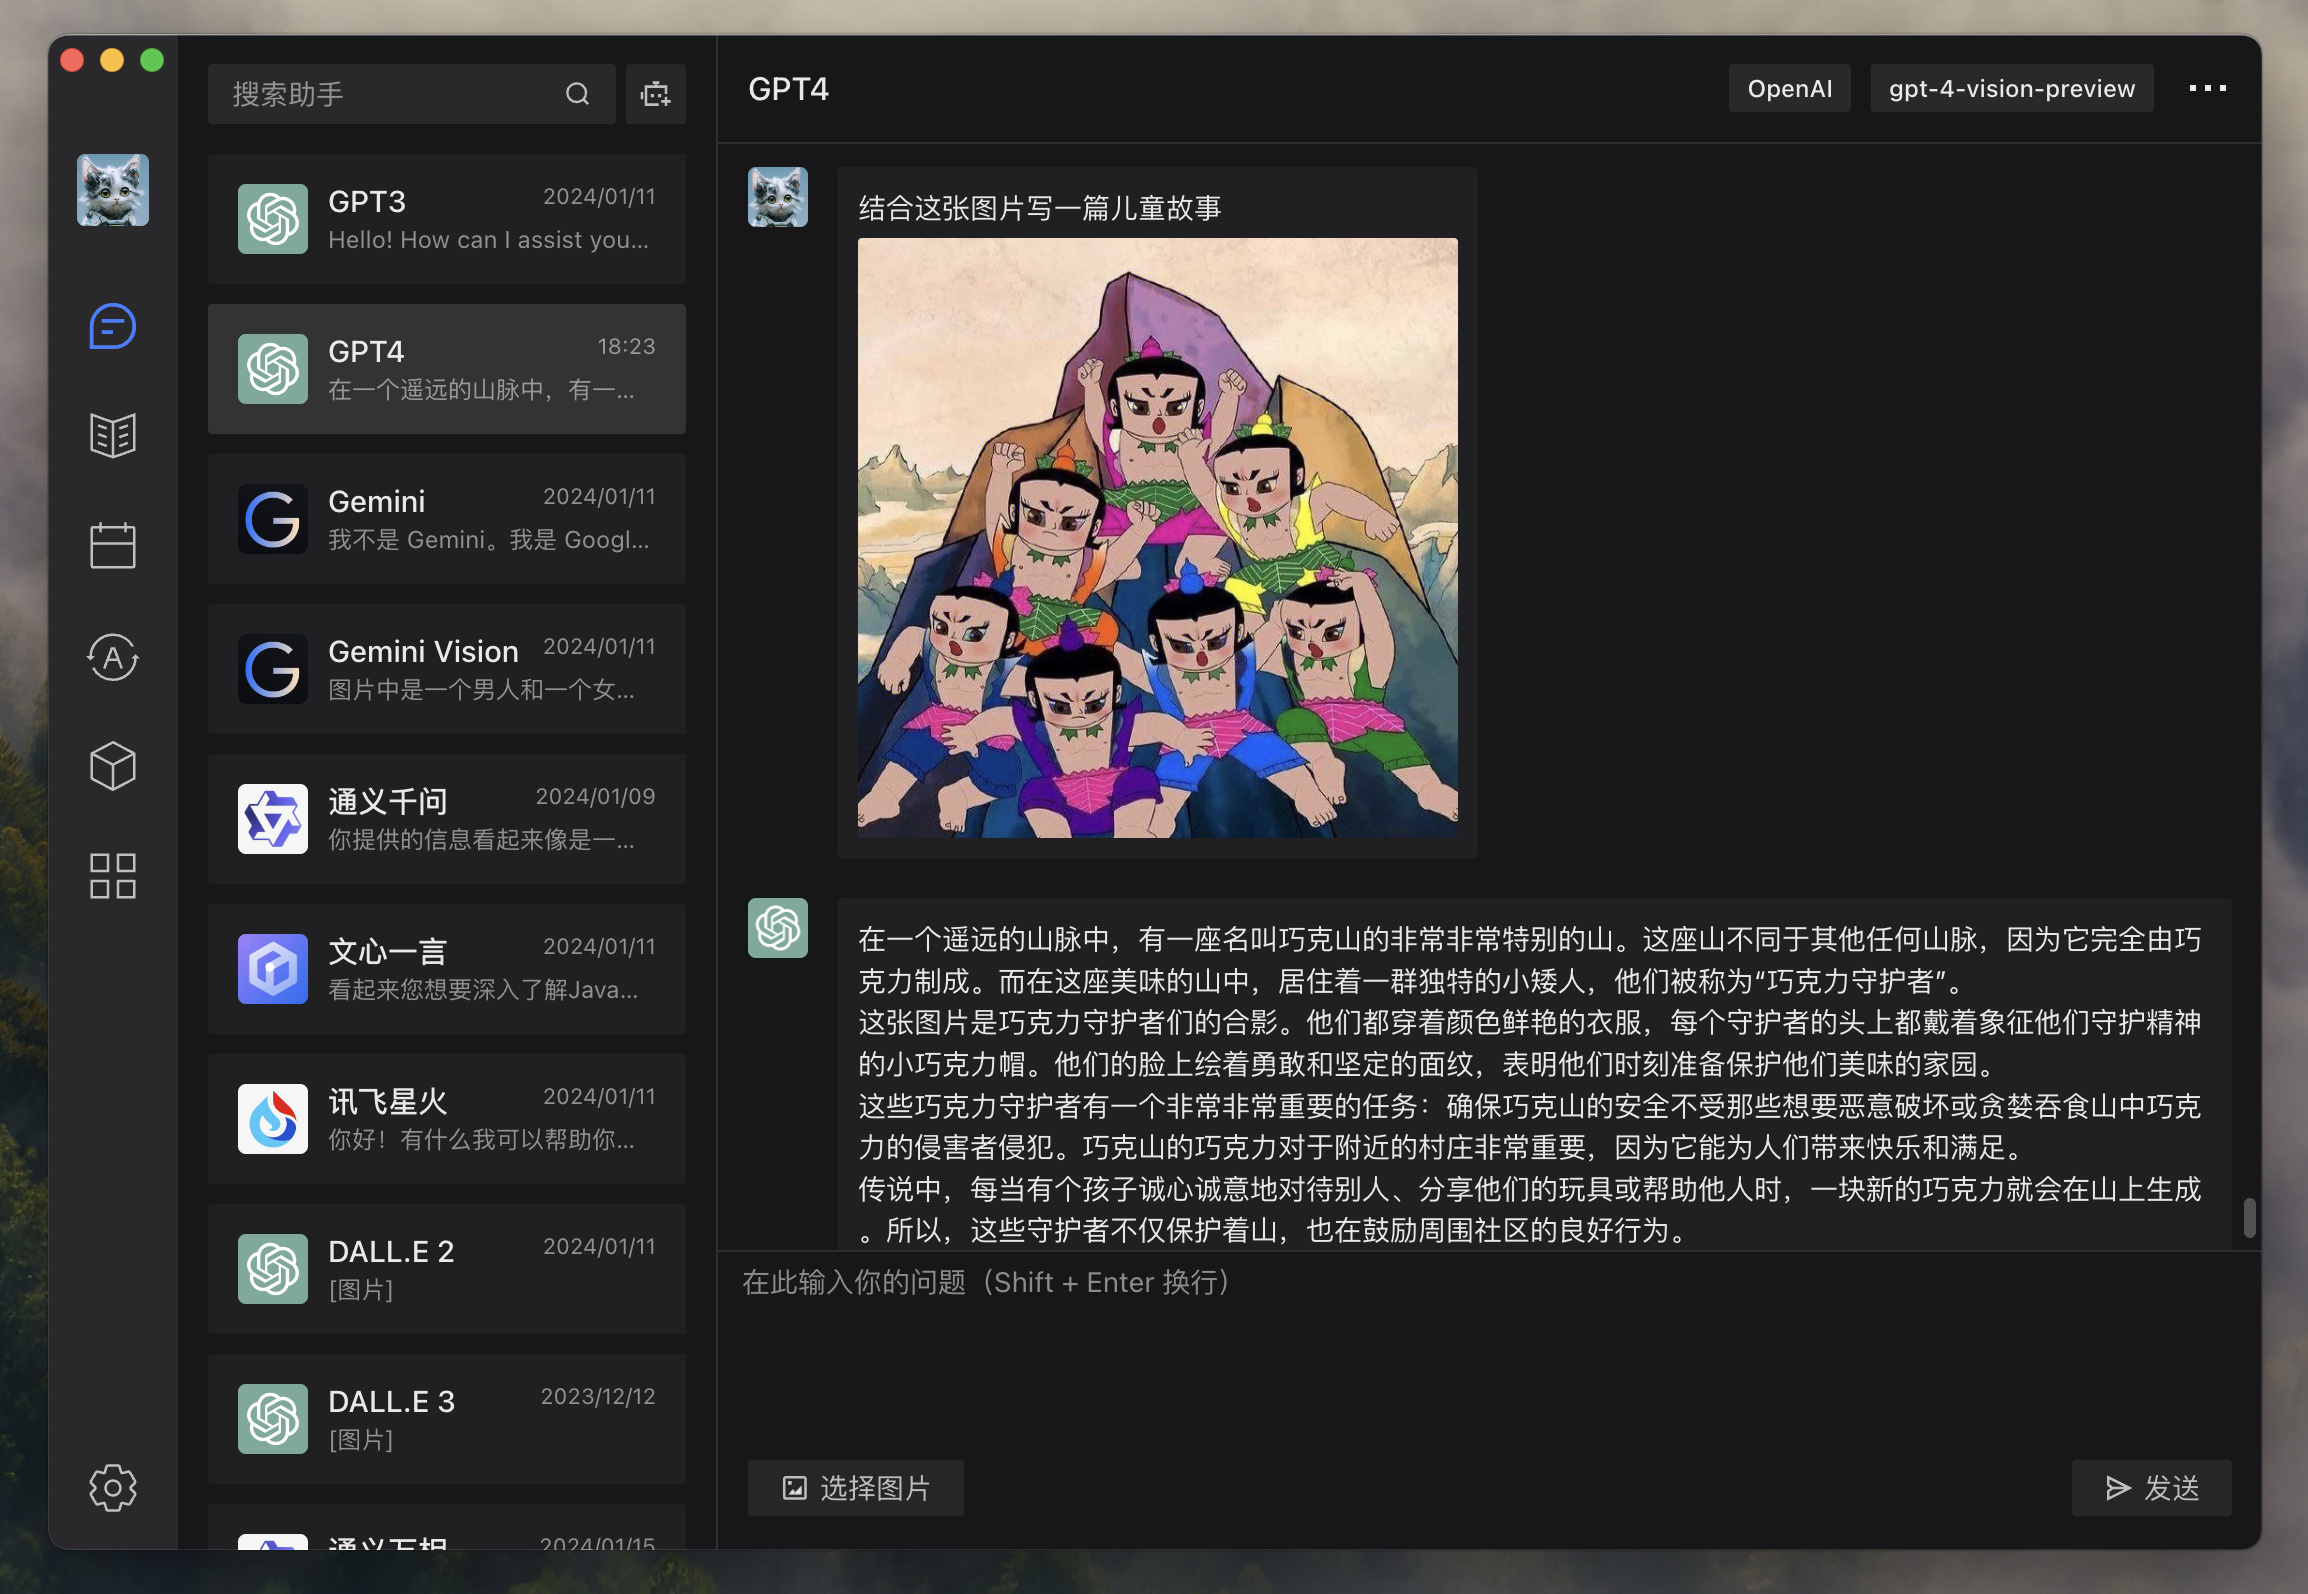 搜索助手
GPT3
2024/01/11
Hello! How can I assist you...
GPT4
18:23
在一个遥远的山脉中，有一...
Gemini
2024/01/11
我不是 Gemini。我是 Googl...
Gemini Vision
2024/01/11
图片中是一个男人和一个女...
通义千问
2024/01/09
你提供的信息看起来像是一...
文心一言
2024/01/11
看起来您想要深入了解Java...
讯飞星火
2024/01/11
你好！有什么我可以帮助你...
DALL.E 2
2024/01/11
[图片]
DALL.E 3
2023/12/12
[图片]
通义万相
2024/01/15
GPT4
OpenAI
gpt-4-vision-preview
结合这张图片写一篇儿童故事
在一个遥远的山脉中，有一座名叫巧克山的非常非常特别的山。这座山不同于其他任何山脉，因为它完全由巧
克力制成。而在这座美味的山中，居住着一群独特的小矮人，他们被称为“巧克力守护者”。
这张图片是巧克力守护者们的合影。他们都穿着颜色鲜艳的衣服，每个守护者的头上都戴着象征他们守护精神
的小巧克力帽。他们的脸上绘着勇敢和坚定的面纹，表明他们时刻准备保护他们美味的家园。
这些巧克力守护者有一个非常非常重要的任务：确保巧克山的安全不受那些想要恶意破坏或贪婪吞食山中巧克
力的侵害者侵犯。巧克山的巧克力对于附近的村庄非常重要，因为它能为人们带来快乐和满足。
传说中，每当有个孩子诚心诚意地对待别人、分享他们的玩具或帮助他人时，一块新的巧克力就会在山上生成
。所以，这些守护者不仅保护着山，也在鼓励周围社区的良好行为。
在此输入你的问题（Shift + Enter 换行）
选择图片
发送